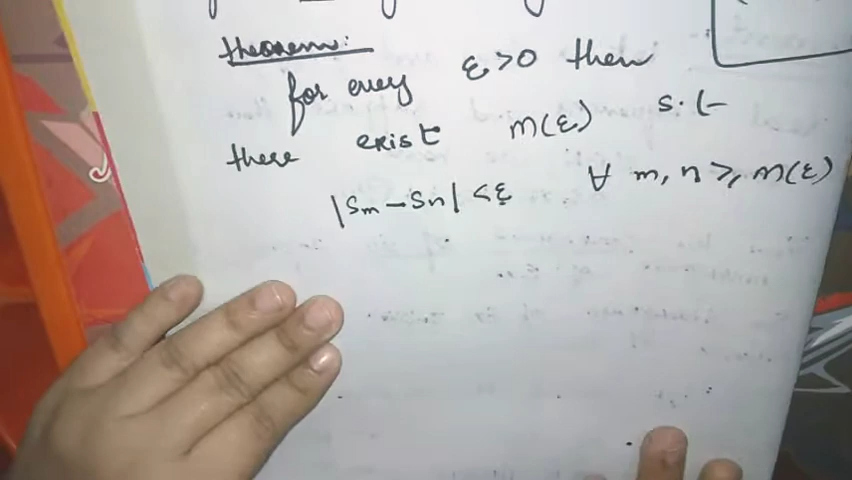 theorem:
for every ε>0 then
there exist m(ε) s.t
|Sm-Sn| <ε ∀ m, n ≥ m(ε)